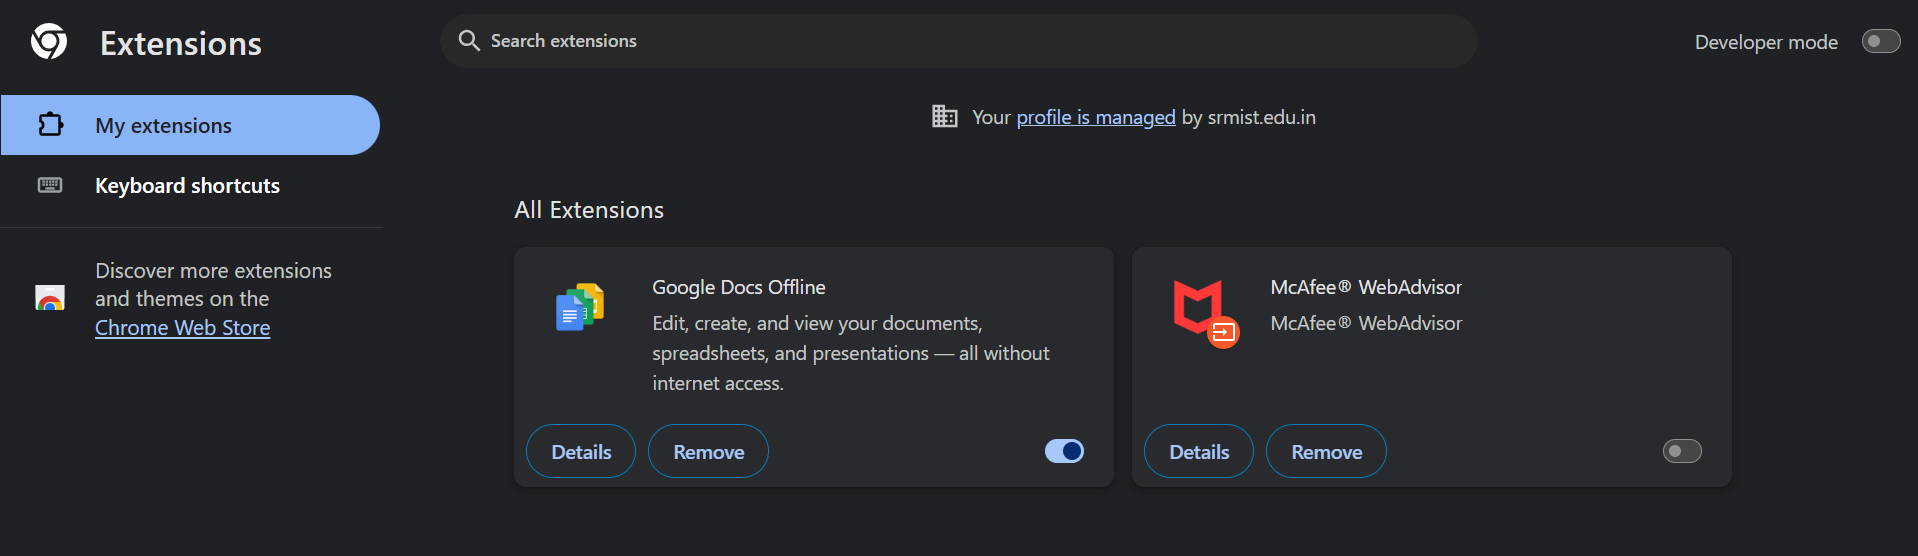 Extensions
Search extensions
Developer mode
My extensions
Keyboard shortcuts
Discover more extensions
and themes on the
Chrome Web Store
Your profile is managed by srmist.edu.in
All Extensions
Google Docs Offline
Edit, create, and view your documents,
spreadsheets, and presentations — all without
internet access.
Details
Remove
McAfee® WebAdvisor
McAfee® WebAdvisor
Details
Remove